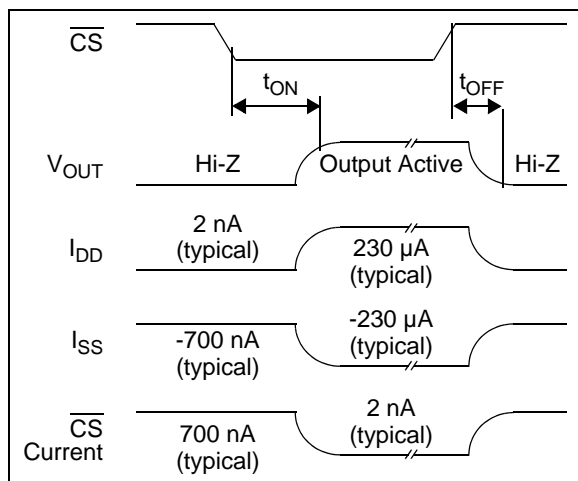 CS
tON
tOFF
VOUT
Hi-Z
Output Active
Hi-Z
IDD
2 nA
(typical)
230 µA
(typical)
ISS
-700 nA
(typical)
-230 µA
(typical)
CS
Current
700 nA
(typical)
2 nA
(typical)